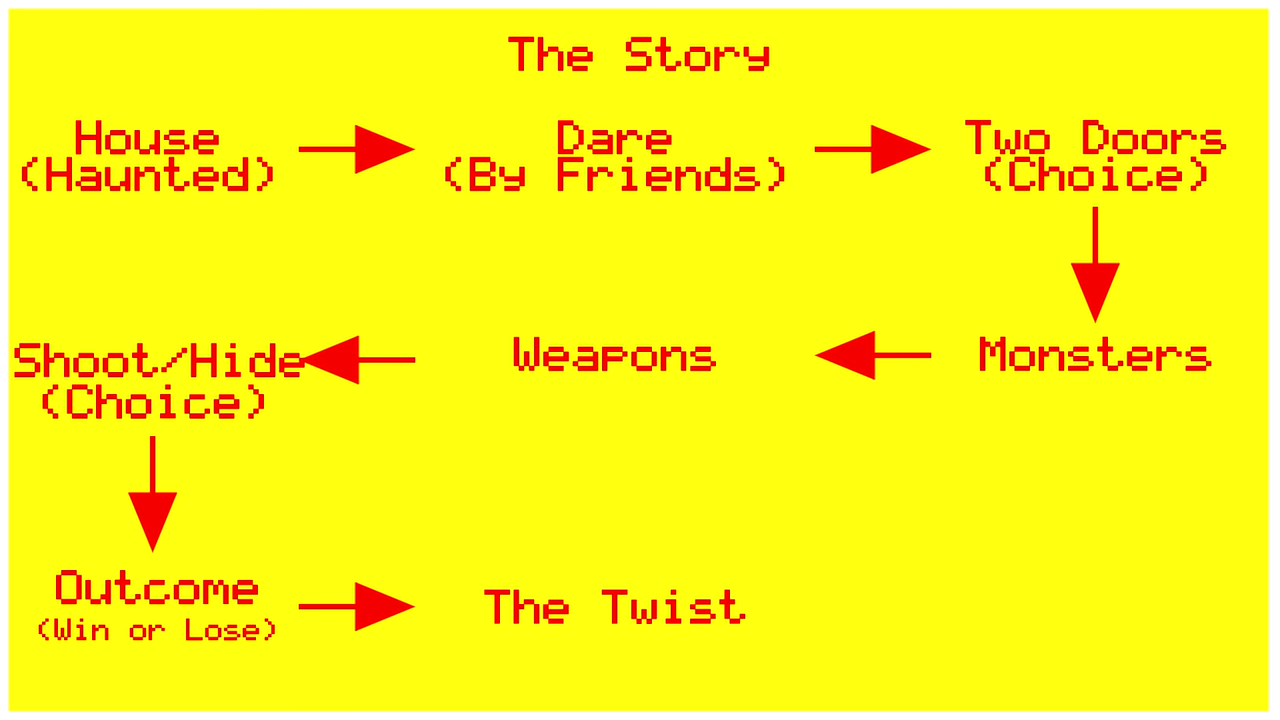 The Story
House
(Haunted)
Dare
(By Friends)
Two Doors
(Choice)
Monsters
Weapons
Shoot/Hide
(Choice)
Outcome
(Win or Lose)
The Twist